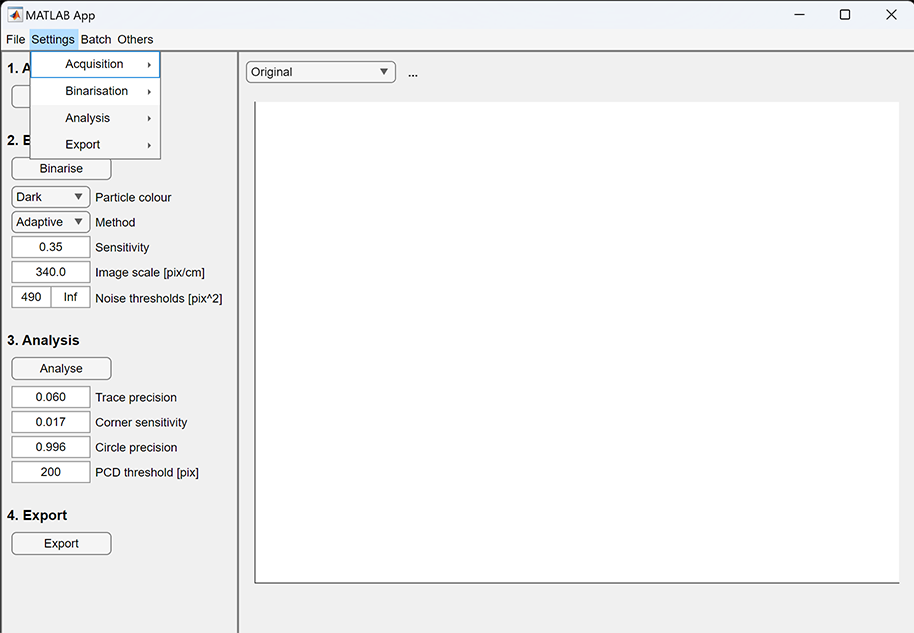 MATLAB App
File Settings Batch Others
1. A
Acquisition
Binarisation
Analysis
Export
Original
...
2.
Binarise
Dark Particle colour
Adaptive Method
0.35 Sensitivity
340.0 Image scale [pix/cm]
490 Inf Noise thresholds [pix^2]
3. Analysis
Analyse
0.060 Trace precision
0.017 Corner sensitivity
0.996 Circle precision
200 PCD threshold [pix]
4. Export
Export